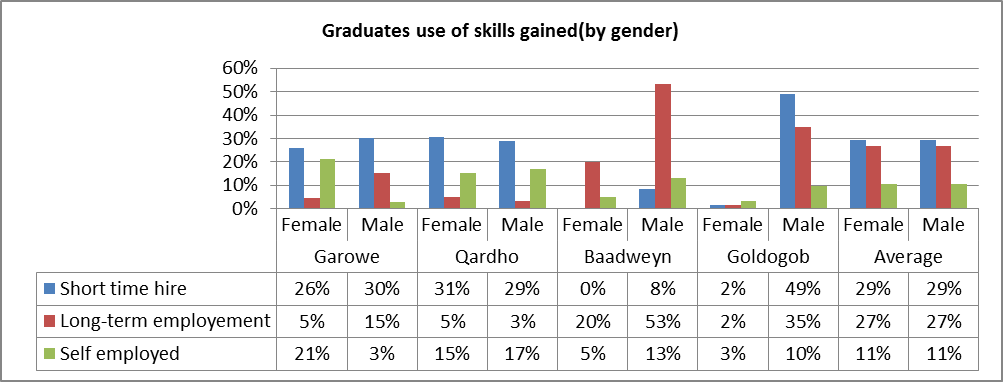 Graduates use of skills gained(by gender)
60%
50%
40%
30%
20%
10%
0%
Female Male Female Male Female Male Female Male Female Male
Garowe Qardho Baadweyn Goldogob Average
Short time hire 26% 30% 31% 29% 0% 8% 2% 49% 29% 29%
Long-term employement 5% 15% 5% 3% 20% 53% 2% 35% 27% 27%
Self employed 21% 3% 15% 17% 5% 13% 3% 10% 11% 11%